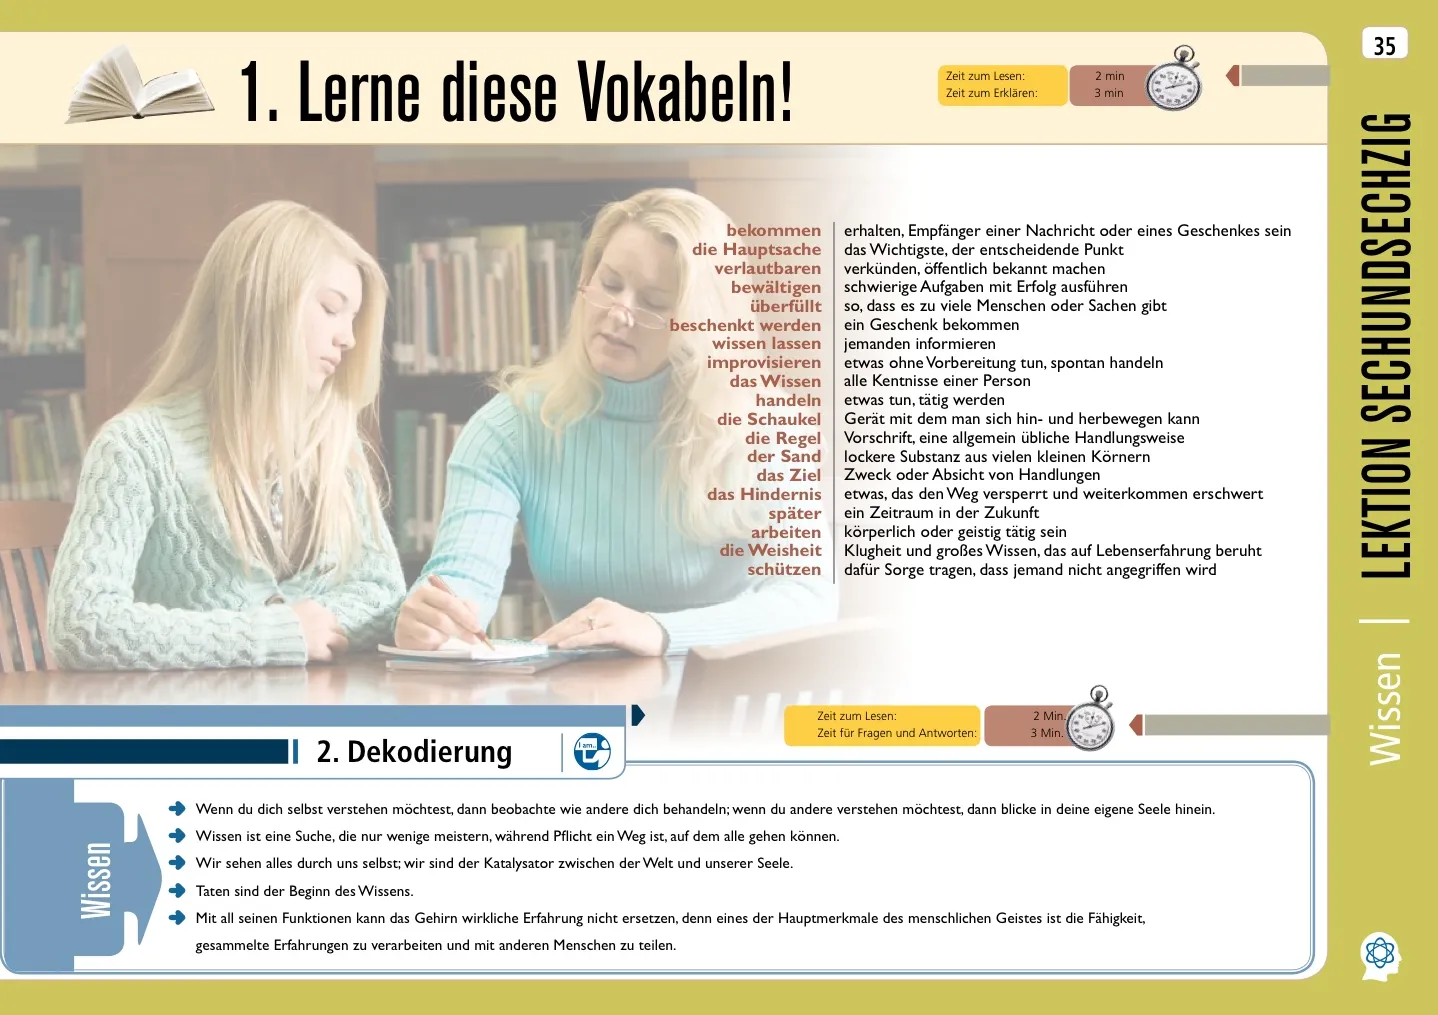 35
1. Lerne diese Vokabeln!
Zeit zum Lesen: 2 min
Zeit zum Erklären: 3 min
bekommen erhalten, Empfänger einer Nachricht oder eines Geschenkes sein
die Hauptsache das Wichtigste, der entscheidende Punkt
verlautbaren verkünden, öffentlich bekannt machen
bewältigen schwierige Aufgaben mit Erfolg ausführen
überfüllt so, dass es zu viele Menschen oder Sachen gibt
beschenkt werden ein Geschenk bekommen
wissen lassen jemanden informieren
improvisieren etwas ohne Vorbereitung tun, spontan handeln
das Wissen alle Kentnisse einer Person
handeln etwas tun, tätig werden
die Schaukel Gerät mit dem man sich hin- und herbewegen kann
die Regel Vorschrift, eine allgemein übliche Handlungsweise
der Sand lockere Substanz aus vielen kleinen Körnern
das Ziel Zweck oder Absicht von Handlungen
das Hindernis etwas, das den Weg versperrt und weiterkommen erschwert
später ein Zeitraum in der Zukunft
arbeiten körperlich oder geistig tätig sein
die Weisheit Klugheit und großes Wissen, das auf Lebenserfahrung beruht
schützen dafür Sorge tragen, dass jemand nicht angegriffen wird
LEKTION SECHUNDSECHZIG
Wissen
Zeit zum Lesen: 2 Min.
Zeit für Fragen und Antworten: 3 Min.
2. Dekodierung
I am...
Wissen
Wenn du dich selbst verstehen möchtest, dann beobachte wie andere dich behandeln; wenn du andere verstehen möchtest, dann blicke in deine eigene Seele hinein.
Wissen ist eine Suche, die nur wenige meistern, während Pflicht ein Weg ist, auf dem alle gehen können.
Wir sehen alles durch uns selbst; wir sind der Katalysator zwischen der Welt und unserer Seele.
Taten sind der Beginn des Wissens.
Mit all seinen Funktionen kann das Gehirn wirkliche Erfahrung nicht ersetzen, denn eines der Hauptmerkmale des menschlichen Geistes ist die Fähigkeit,
gesammelte Erfahrungen zu verarbeiten und mit anderen Menschen zu teilen.